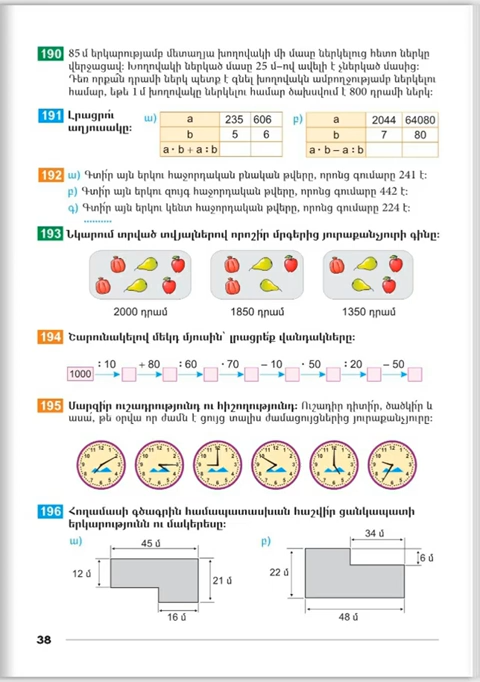 190 85 մ երկարությամբ մետաղյա խողովակի մի մասը ներկելուց հետո ներկը
վերջացավ: Խողովակի ներկած մասը 25 մ-ով ավելի է չներկած մասից:
Դեռ որքա՞ն դրամի ներկ պետք է գնել խողովակն ամբողջությամբ ներկելու
համար, եթե 1 մ խողովակը ներկելու համար ծախսվում է 800 դրամի ներկ:
191 Լրացրո՛ւ
աղյուսակը:
ա)
a 235 606
b 5 6
a · b + a : b
բ)
a 2044 64080
b 7 80
a · b – a : b
192 ա) Գտի՛ր այն երկու հաջորդական բնական թվերը, որոնց գումարը 241 է:
բ) Գտի՛ր այն երկու զույգ հաջորդական թվերը, որոնց գումարը 442 է:
գ) Գտի՛ր այն երկու կենտ հաջորդական թվերը, որոնց գումարը 224 է:
193 Նկարում տրված տվյալներով որոշի՛ր մրգերից յուրաքանչյուրի գինը:
2000 դրամ 1850 դրամ 1350 դրամ
194 Շարունակելով մեկը մյուսին՝ լրացրե՛ք վանդակները:
1000 : 10 + 80 : 60 · 70 – 10 · 50 : 20 – 50
195 Մարզի՛ր ուշադրությունդ ու հիշողությունդ: Ուշադիր դիտի՛ր, ծածկի՛ր և
ասա՛, թե օրվա որ ժամն է ցույց տալիս ժամացույցներից յուրաքանչյուրը:
196 Հողամասի գծագրին համապատասխան հաշվի՛ր ցանկապատի
երկարությունն ու մակերեսը:
ա)
45 մ
12 մ
21 մ
16 մ
բ)
34 մ
6 մ
22 մ
48 մ
38